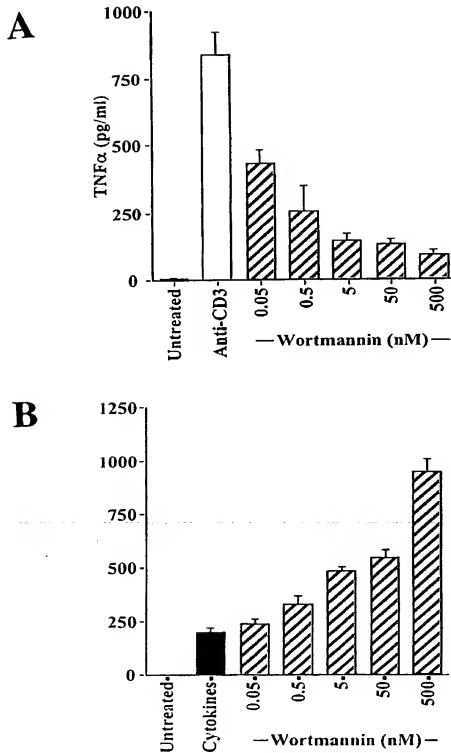 A
1000
750
500
250
0
TNFα (pg/ml)
Untreated
Anti-CD3
0.05
0.5
5
50
500
—Wortmannin (nM)—
B
1250
1000
750
500
250
0
Untreated
Cytokines
0.05
0.5
5
50
500
—Wortmannin (nM)—